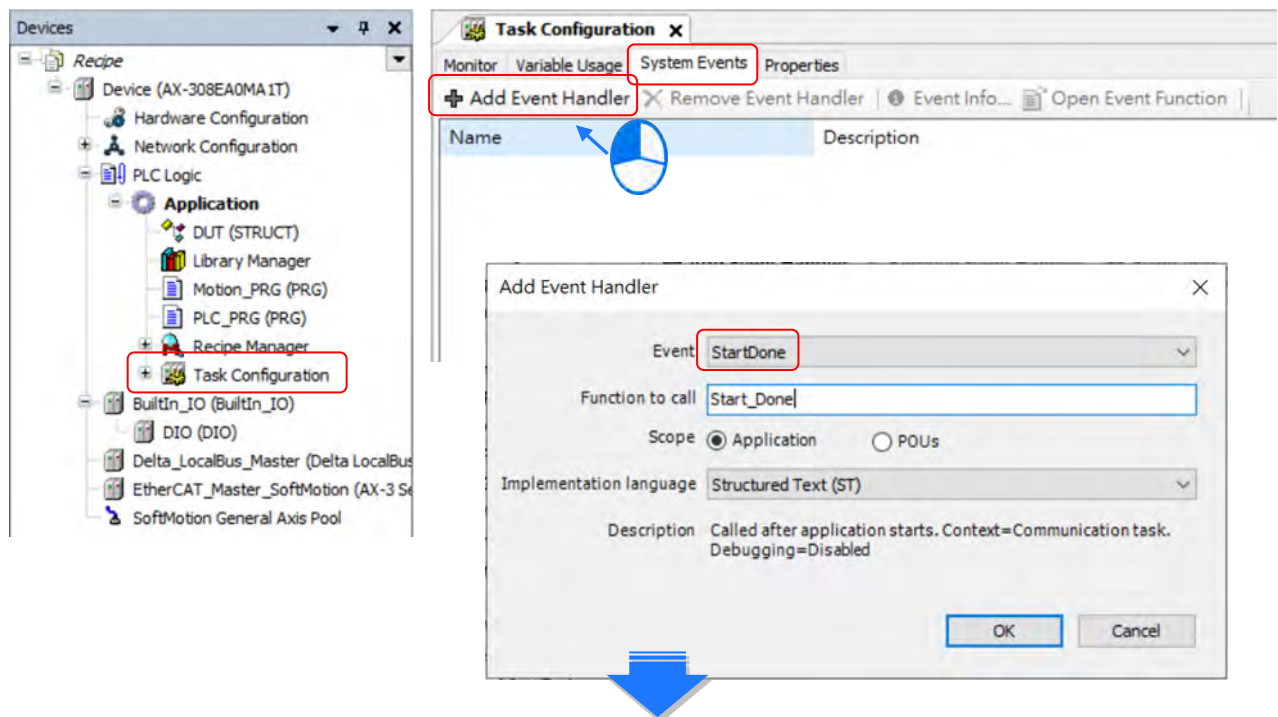 Devices
Recipe
Device (AX-308EA0MA1T)
Hardware Configuration
Network Configuration
PLC Logic
Application
DUT (STRUCT)
Library Manager
Motion_PRG (PRG)
PLC_PRG (PRG)
Recipe Manager
Task Configuration
BuiltIn_IO (BuiltIn_IO)
DIO (DIO)
Delta_LocalBus_Master (Delta LocalBus
EtherCAT_Master_SoftMotion (AX-3 Se
SoftMotion General Axis Pool
Task Configuration
Monitor Variable Usage System Events Properties
Add Event Handler Remove Event Handler Event Info... Open Event Function
Name Description
Add Event Handler
Event StartDone
Function to call Start_Done
Scope Application POUs
Implementation language Structured Text (ST)
Description Called after application starts. Context=Communication task.
Debugging=Disabled
OK Cancel